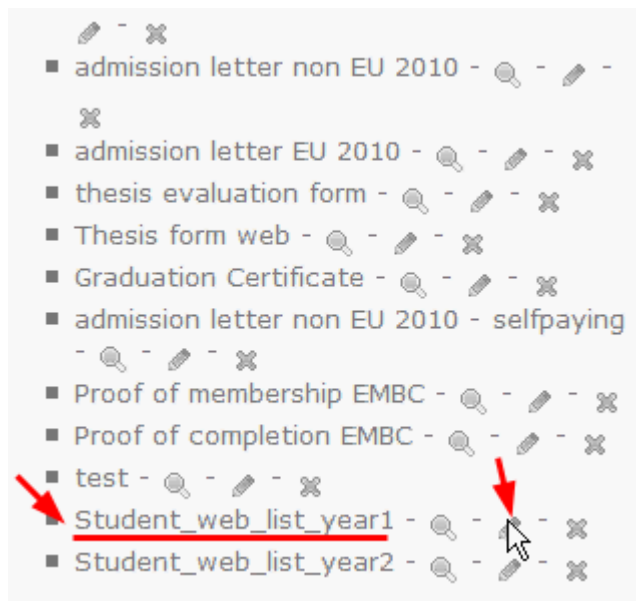 -
admission letter non EU 2010 - - -
admission letter EU 2010 - - -
thesis evaluation form - - -
Thesis form web - - -
Graduation Certificate - - -
admission letter non EU 2010 - selfpaying
- - -
Proof of membership EMBC - - -
Proof of completion EMBC - - -
test - - -
Student_web_list_year1 - - -
Student_web_list_year2 - - -